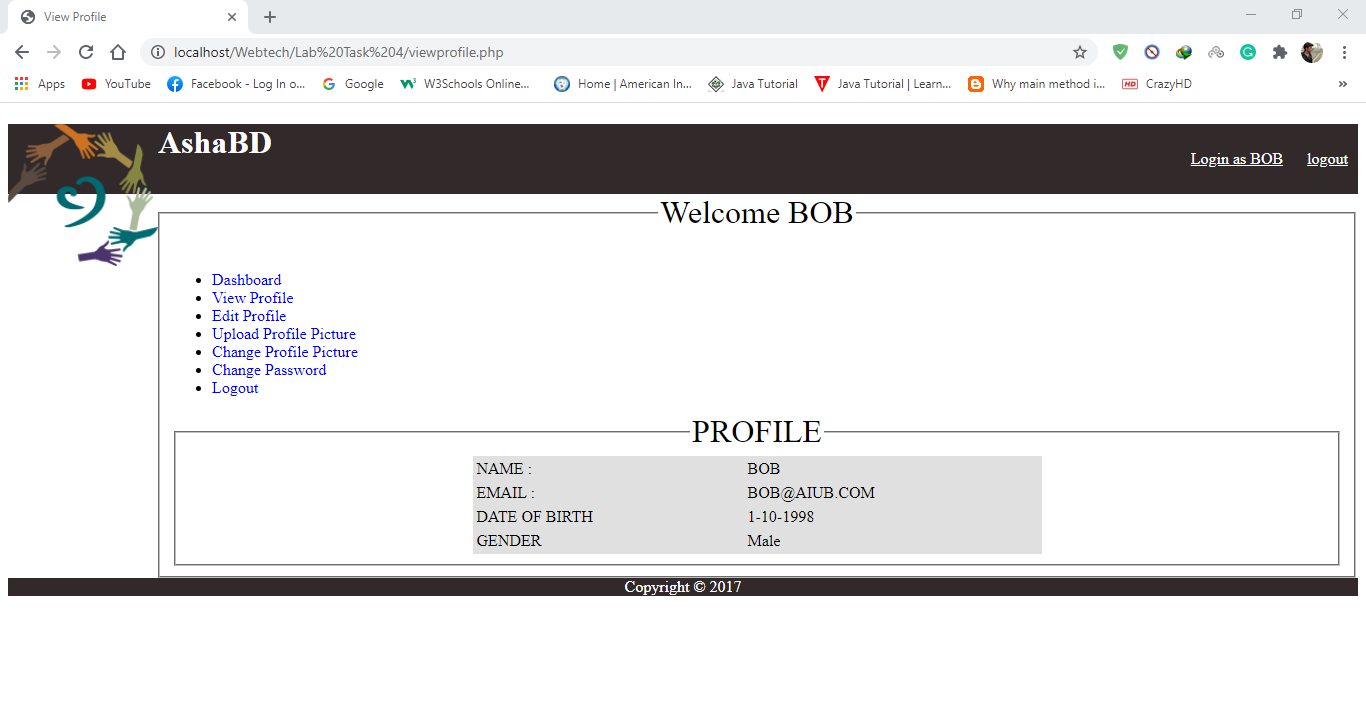 View Profile
localhost/Webtech/Lab%20Task%204/viewprofile.php
Apps YouTube Facebook - Log In o... Google W3Schools Online... Home | American In... Java Tutorial Java Tutorial | Learn... Why main method i... HD CrazyHD
AshaBD
Login as BOB logout
Welcome BOB
Dashboard
View Profile
Edit Profile
Upload Profile Picture
Change Profile Picture
Change Password
Logout
PROFILE
NAME : BOB
EMAIL : BOB@AIUB.COM
DATE OF BIRTH 1-10-1998
GENDER Male
Copyright © 2017